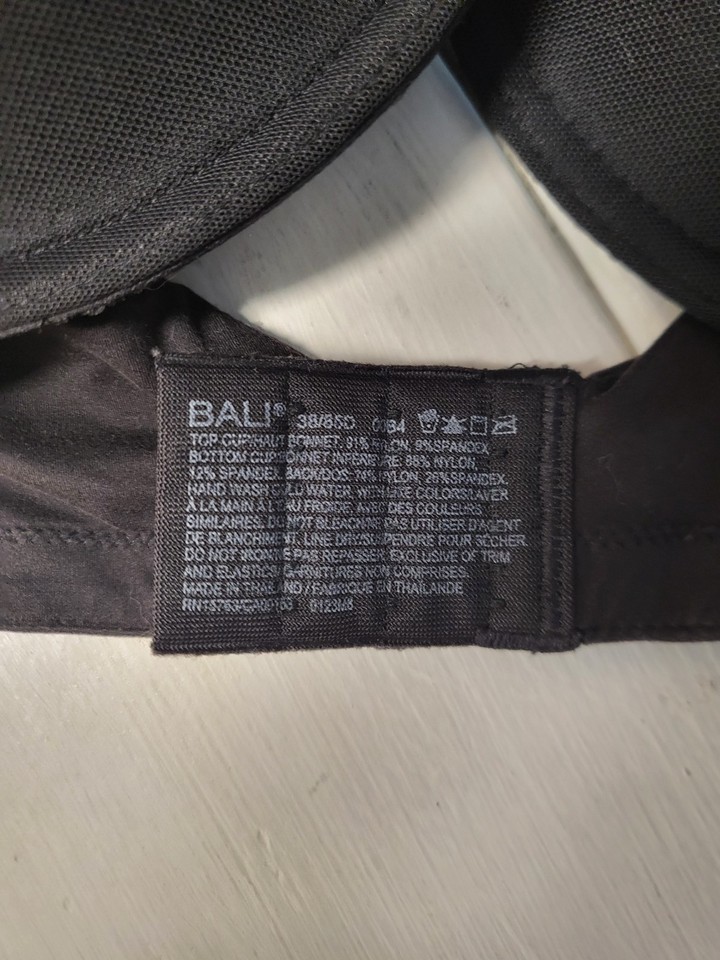 BALI® 38/85D
TOP CUP/HAUT BONNET: 91% NYLON, 9% SPANDEX.
BOTTOM CUP/BONNET INFERIEURE: NYLON,
SPANDEX. BACK/DOS: NYLON, 26% SPANDEX.
HAND WASH COLD WATER, WITH LIKE COLORS/LAVER
À LA MAIN À L'EAU FROIDE, AVEC DES COULEURS
SIMILAIRES. DO NOT BLEACH/NE PAS UTILISER D'AGENT
DE BLANCHIMENT. LINE DRY/SUSPENDRE POUR SÉCHER.
DO NOT IRON/NE PAS REPASSER. EXCLUSIVE OF TRIM
AND ELASTICS/GARNITURES NON COMPRISES.
MADE IN THAILAND / FABRIQUÉ EN THAILANDE
RN15763/CA00153